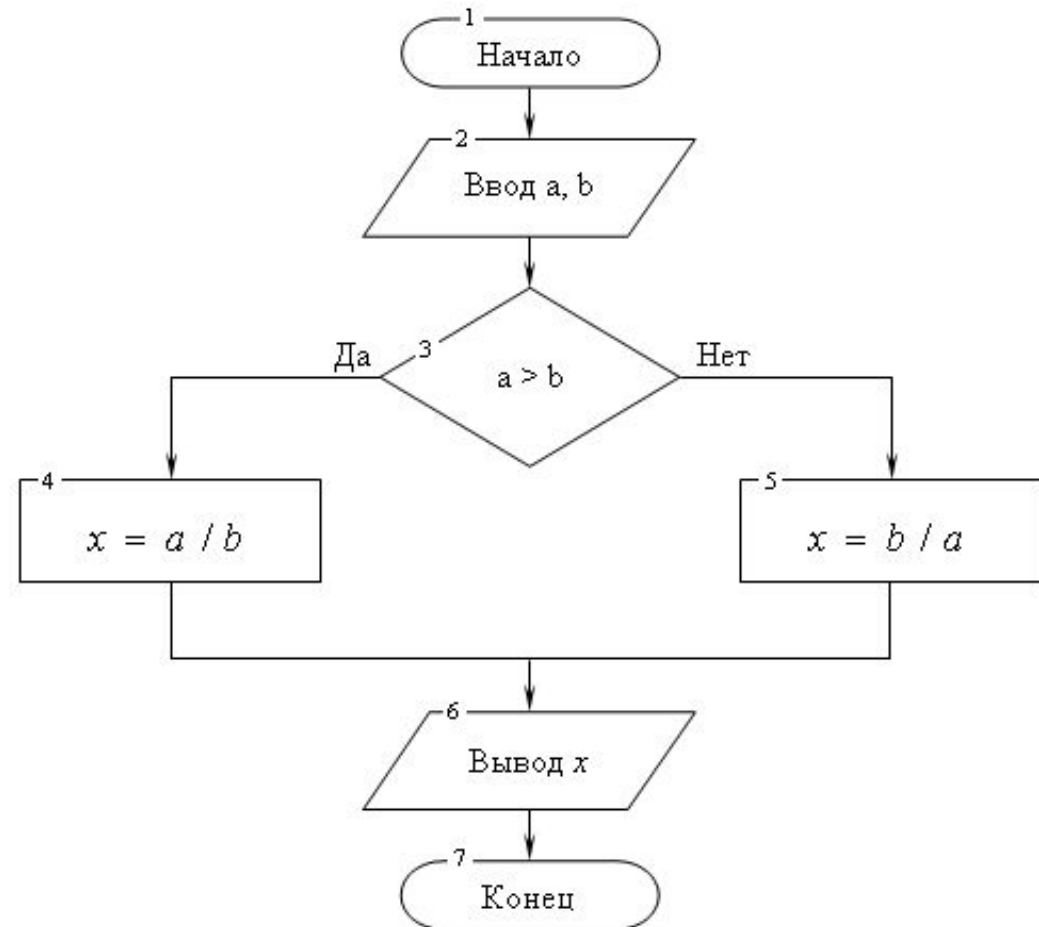 1
Начало
2
Ввод a, b
3
Да
a > b
Нет
4
x = a / b
5
x = b / a
6
Вывод x
7
Конец